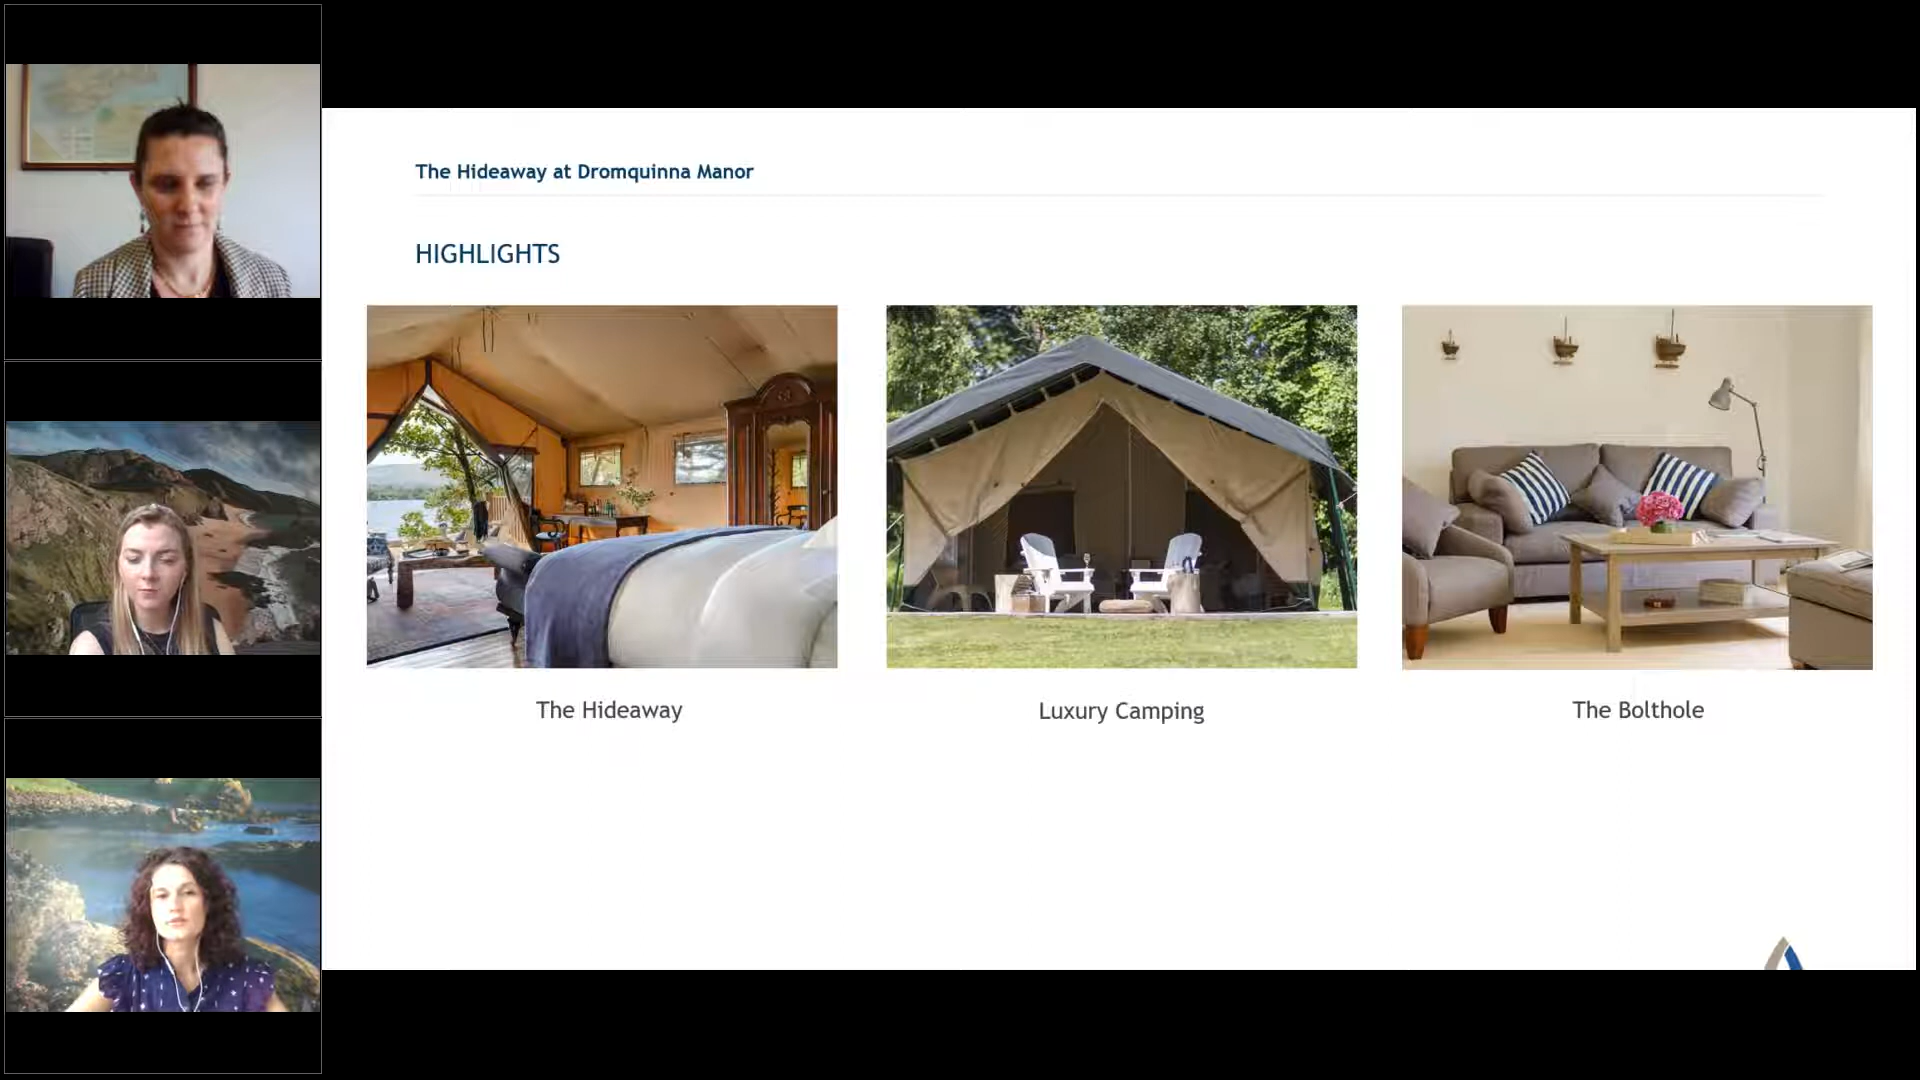 The Hideaway at Dromquinna Manor
HIGHLIGHTS
The Hideaway
Luxury Camping
The Bolthole